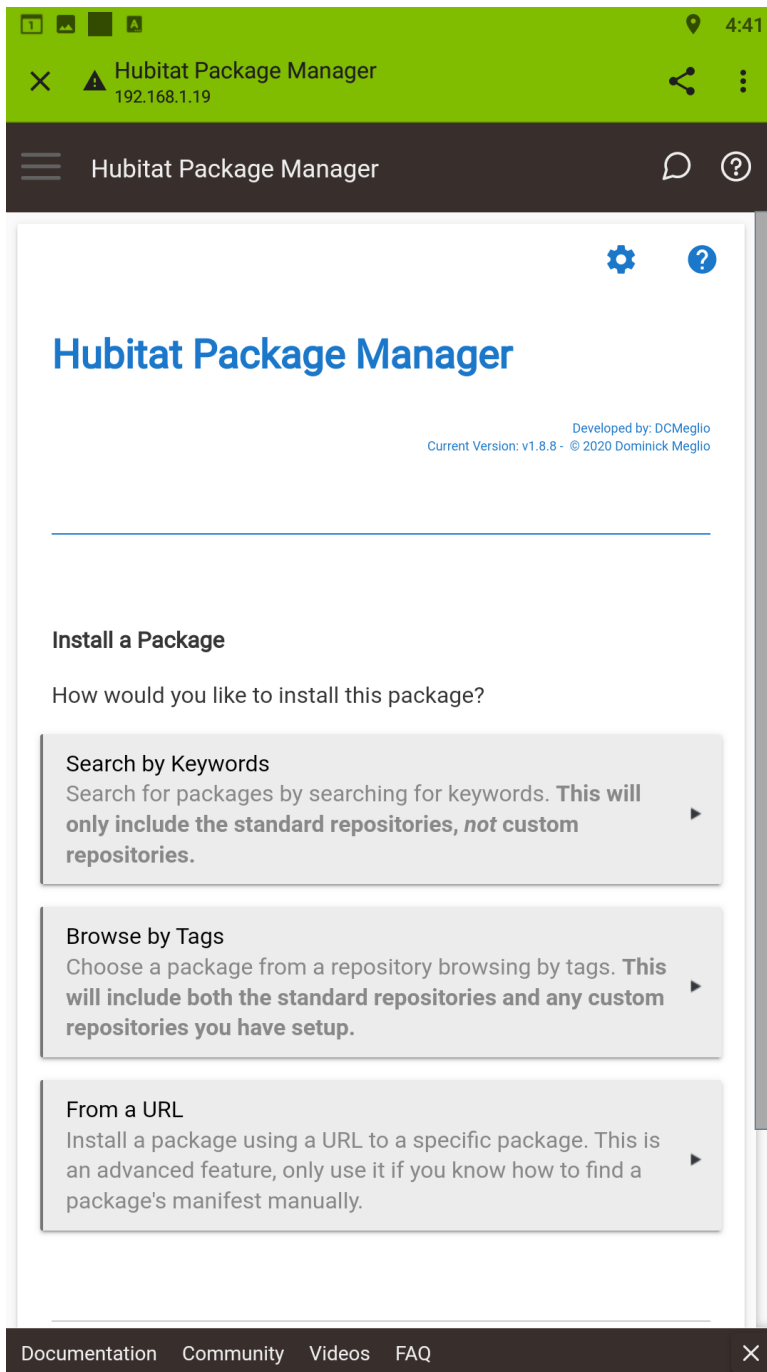 1 A 4:41
Hubitat Package Manager
192.168.1.19
Hubitat Package Manager
Hubitat Package Manager
Developed by: DCMeglio
Current Version: v1.8.8 - © 2020 Dominick Meglio
Install a Package
How would you like to install this package?
Search by Keywords
Search for packages by searching for keywords. This will
only include the standard repositories, not custom
repositories.
Browse by Tags
Choose a package from a repository browsing by tags. This
will include both the standard repositories and any custom
repositories you have setup.
From a URL
Install a package using a URL to a specific package. This is
an advanced feature, only use it if you know how to find a
package's manifest manually.
Documentation Community Videos FAQ